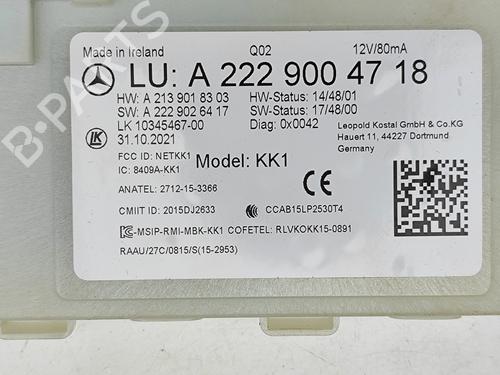 Made in Ireland Q02 12V/80mA
LU: A 222 900 47 18
HW: A 213 901 83 03 HW-Status: 14/48/01
SW: A 222 902 64 17 SW-Status: 17/48/00
LK 10345467-00 Diag: 0x0042
31.10.2021
Leopold Kostal GmbH & Co.KG
Hauert 11, 44227 Dortmund
Germany
LK
FCC ID: NETKK1
IC: 8409A-KK1
Model: KK1
ANATEL: 2712-15-3366
CE
CMIIT ID: 2015DJ2633 CCAB15LP2530T4
MSIP-RMI-MBK-KK1 COFETEL: RLVKOKK15-0891
RAAU/27C/0815/S(15-2953)
B-PARTS